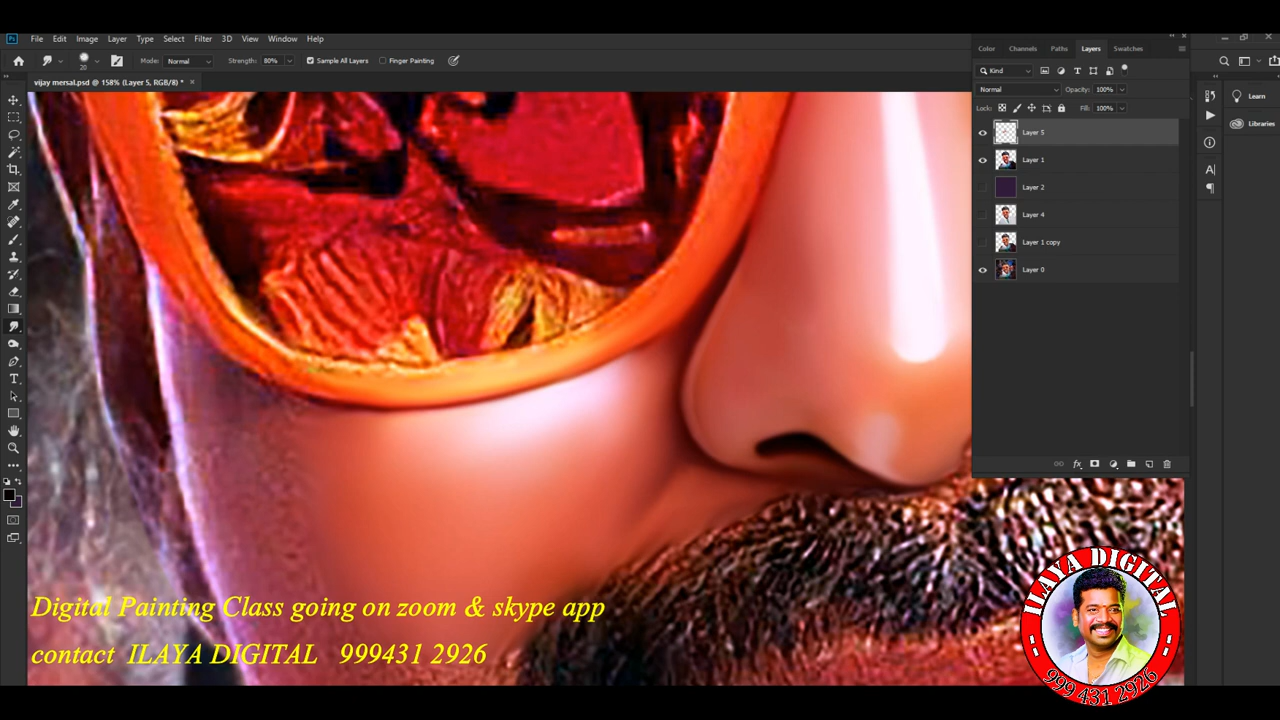 File Edit Image Layer Type Select Filter 3D View Window Help
20 Mode: Normal Strength: 80% Sample All Layers Finger Painting
vijay mersal.psd @ 158% (Layer 5, RGB/8) *
Color Channels Paths Layers Swatches
Kind
Normal Opacity: 100%
Lock: Fill: 100%
Layer 5
Layer 1
Layer 2
Layer 4
Layer 1 copy
Layer 0
Learn
Libraries
Digital Painting Class going on zoom & skype app
contact ILAYA DIGITAL 999431 2926
ILAYA DIGITAL
999 431 2926